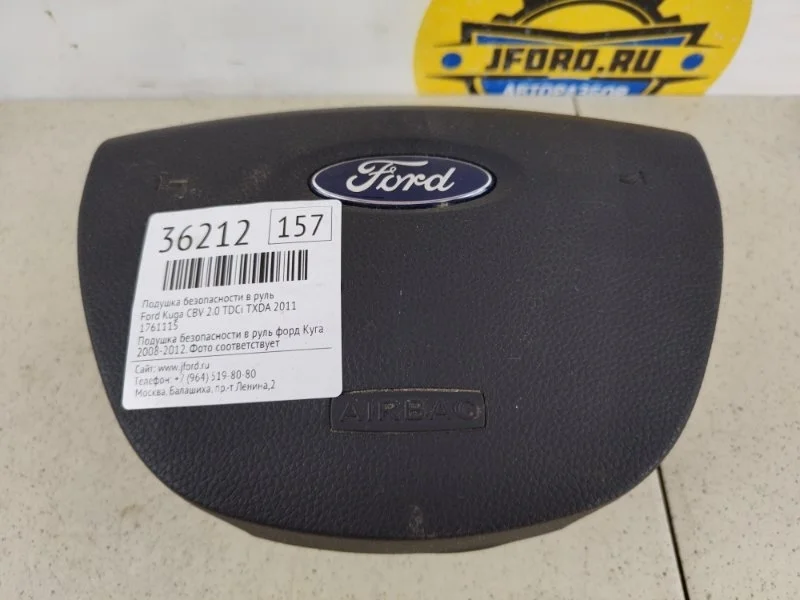 JFORD.RU
АВТОРАЗБОР
Ford
36212 157
Подушка безопасности в руль
Ford Kuga CBV 2.0 TDCi TXDA 2011
1761115
Подушка безопасности в руль форд Куга
2008-2012. Фото соответствует
Сайт: www.jford.ru
Телефон: +7 (964) 519-80-80
Москва, Балашиха, пр-т Ленина,2
AIRBAG